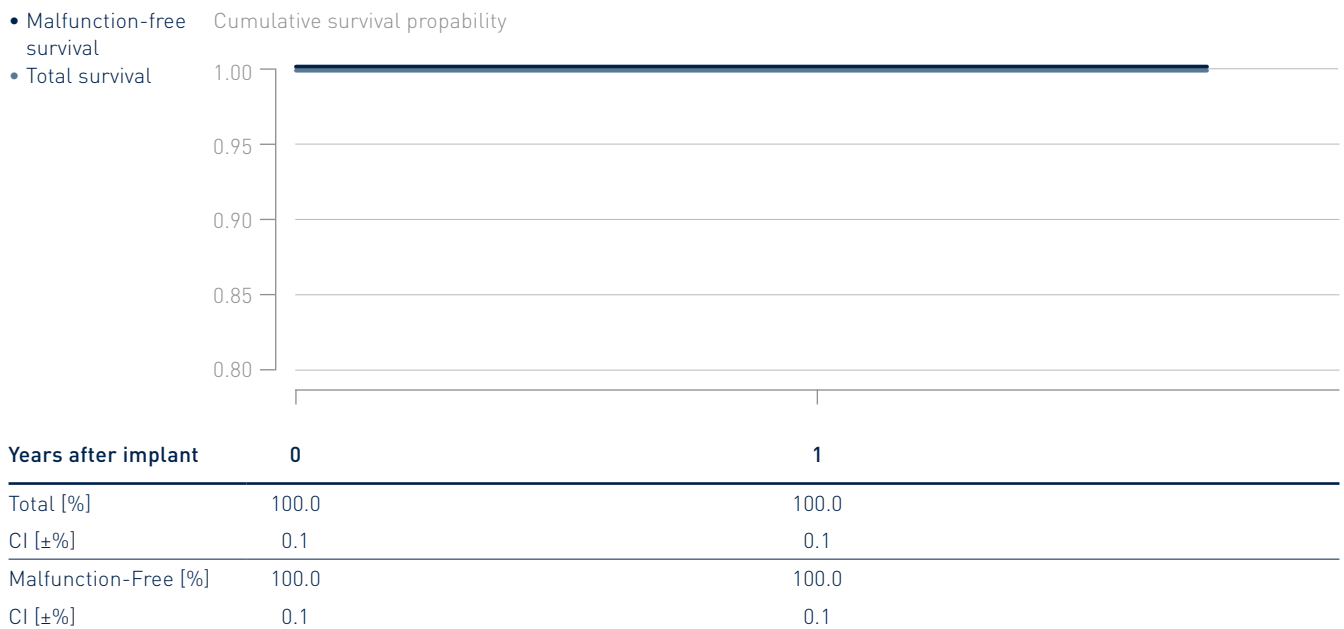 • Malfunction-free
survival
• Total survival
Cumulative survival propability
1.00
0.95
0.90
0.85
0.80
Years after implant 0 1
Total [%] 100.0 100.0
CI [±%] 0.1 0.1
Malfunction-Free [%] 100.0 100.0
CI [±%] 0.1 0.1